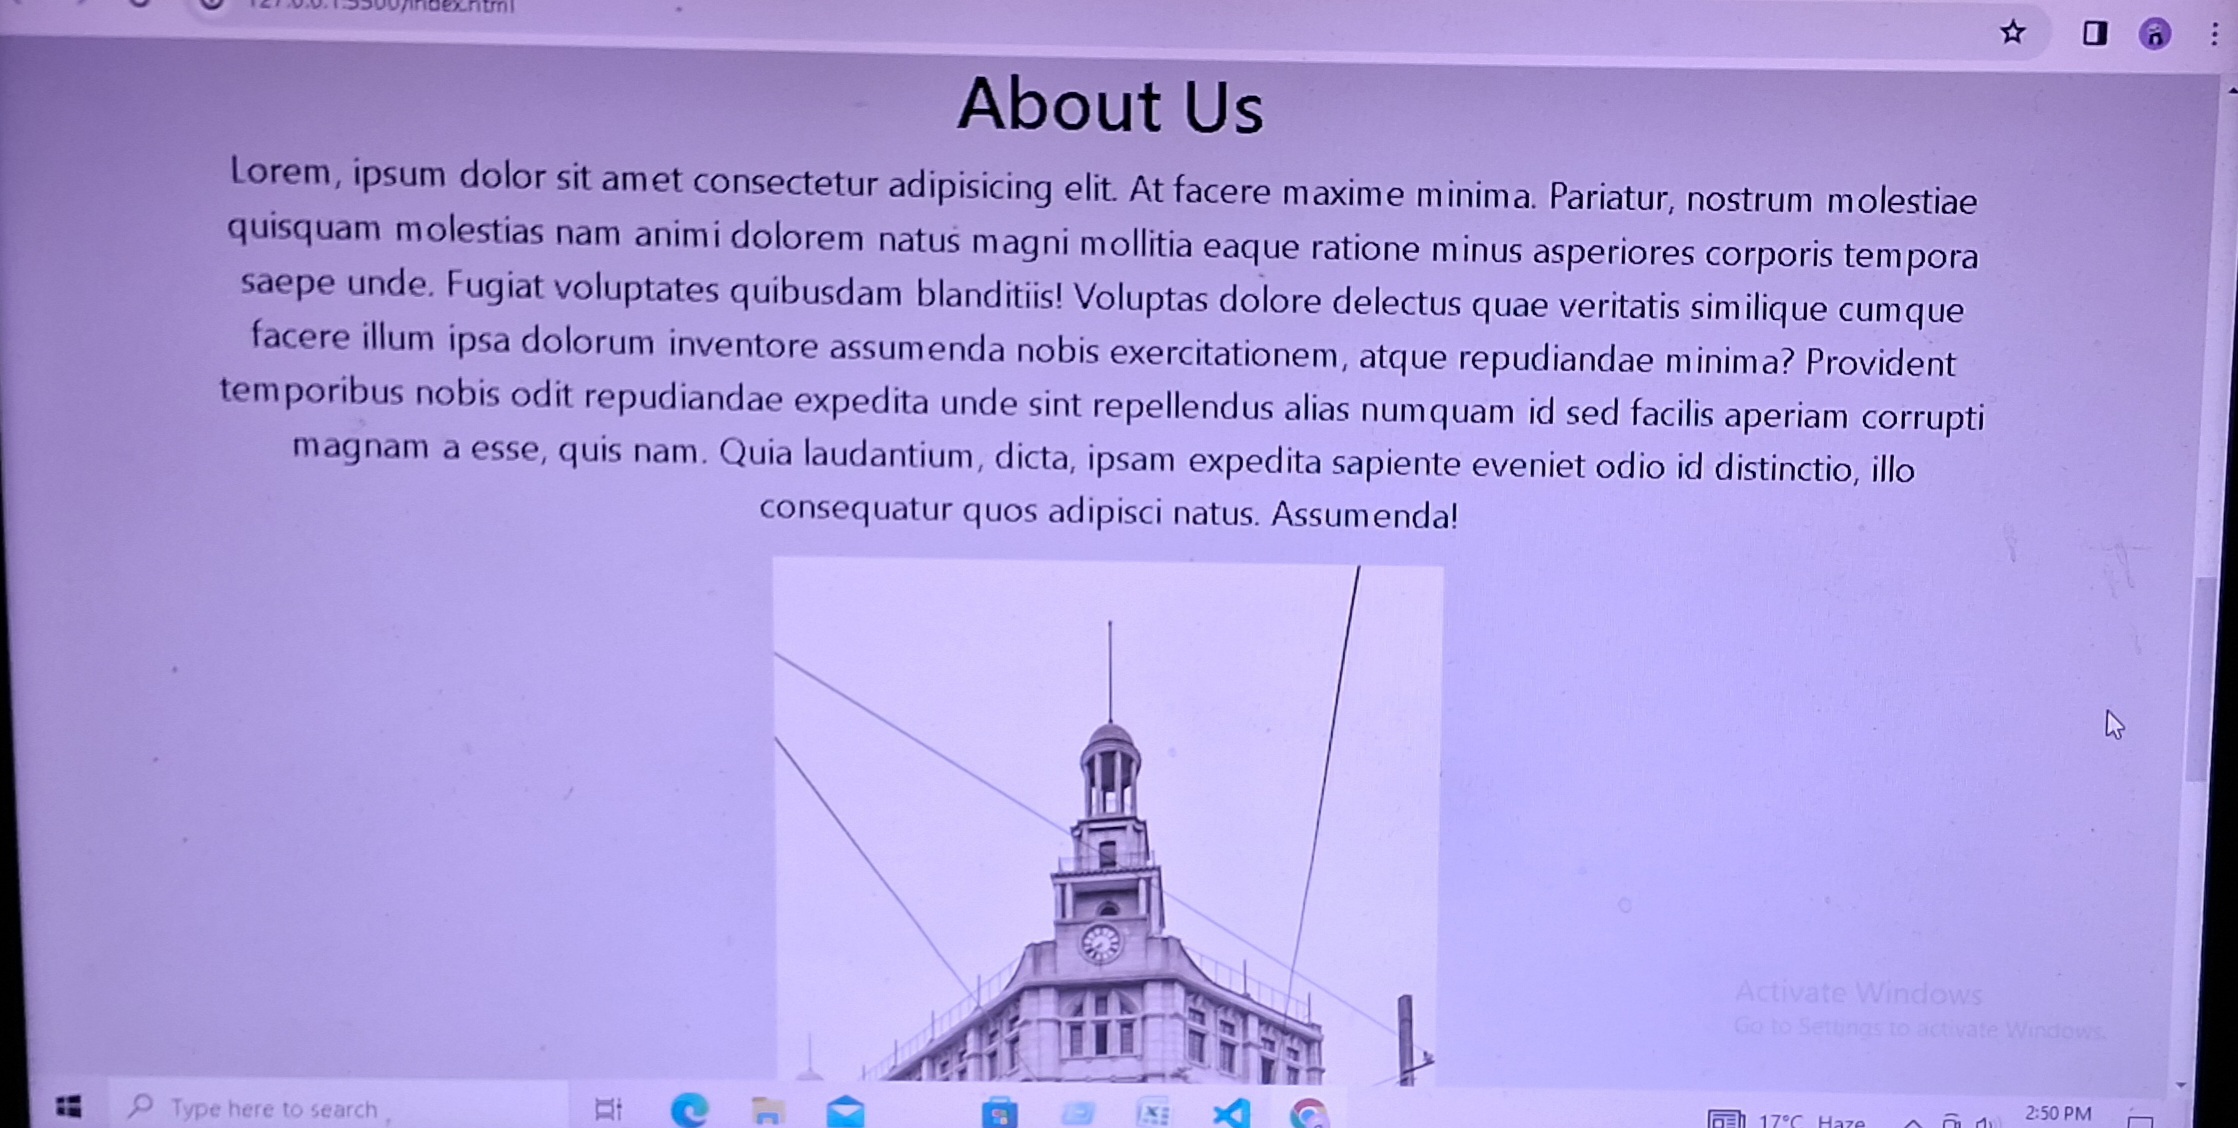 127.0.0.1:5500/index.html
About Us
Lorem, ipsum dolor sit amet consectetur adipisicing elit. At facere maxime minima. Pariatur, nostrum molestiae
quisquam molestias nam animi dolorem natus magni mollitia eaque ratione minus asperiores corporis tempora
saepe unde. Fugiat voluptates quibusdam blanditiis! Voluptas dolore delectus quae veritatis similique cumque
facere illum ipsa dolorum inventore assumenda nobis exercitationem, atque repudiandae minima? Provident
temporibus nobis odit repudiandae expedita unde sint repellendus alias numquam id sed facilis aperiam corrupti
magnam a esse, quis nam. Quia laudantium, dicta, ipsam expedita sapiente eveniet odio id distinctio, illo
consequatur quos adipisci natus. Assumenda!
Activate Windows
Go to Settings to activate Windows.
Type here to search
17°C Haze
2:50 PM